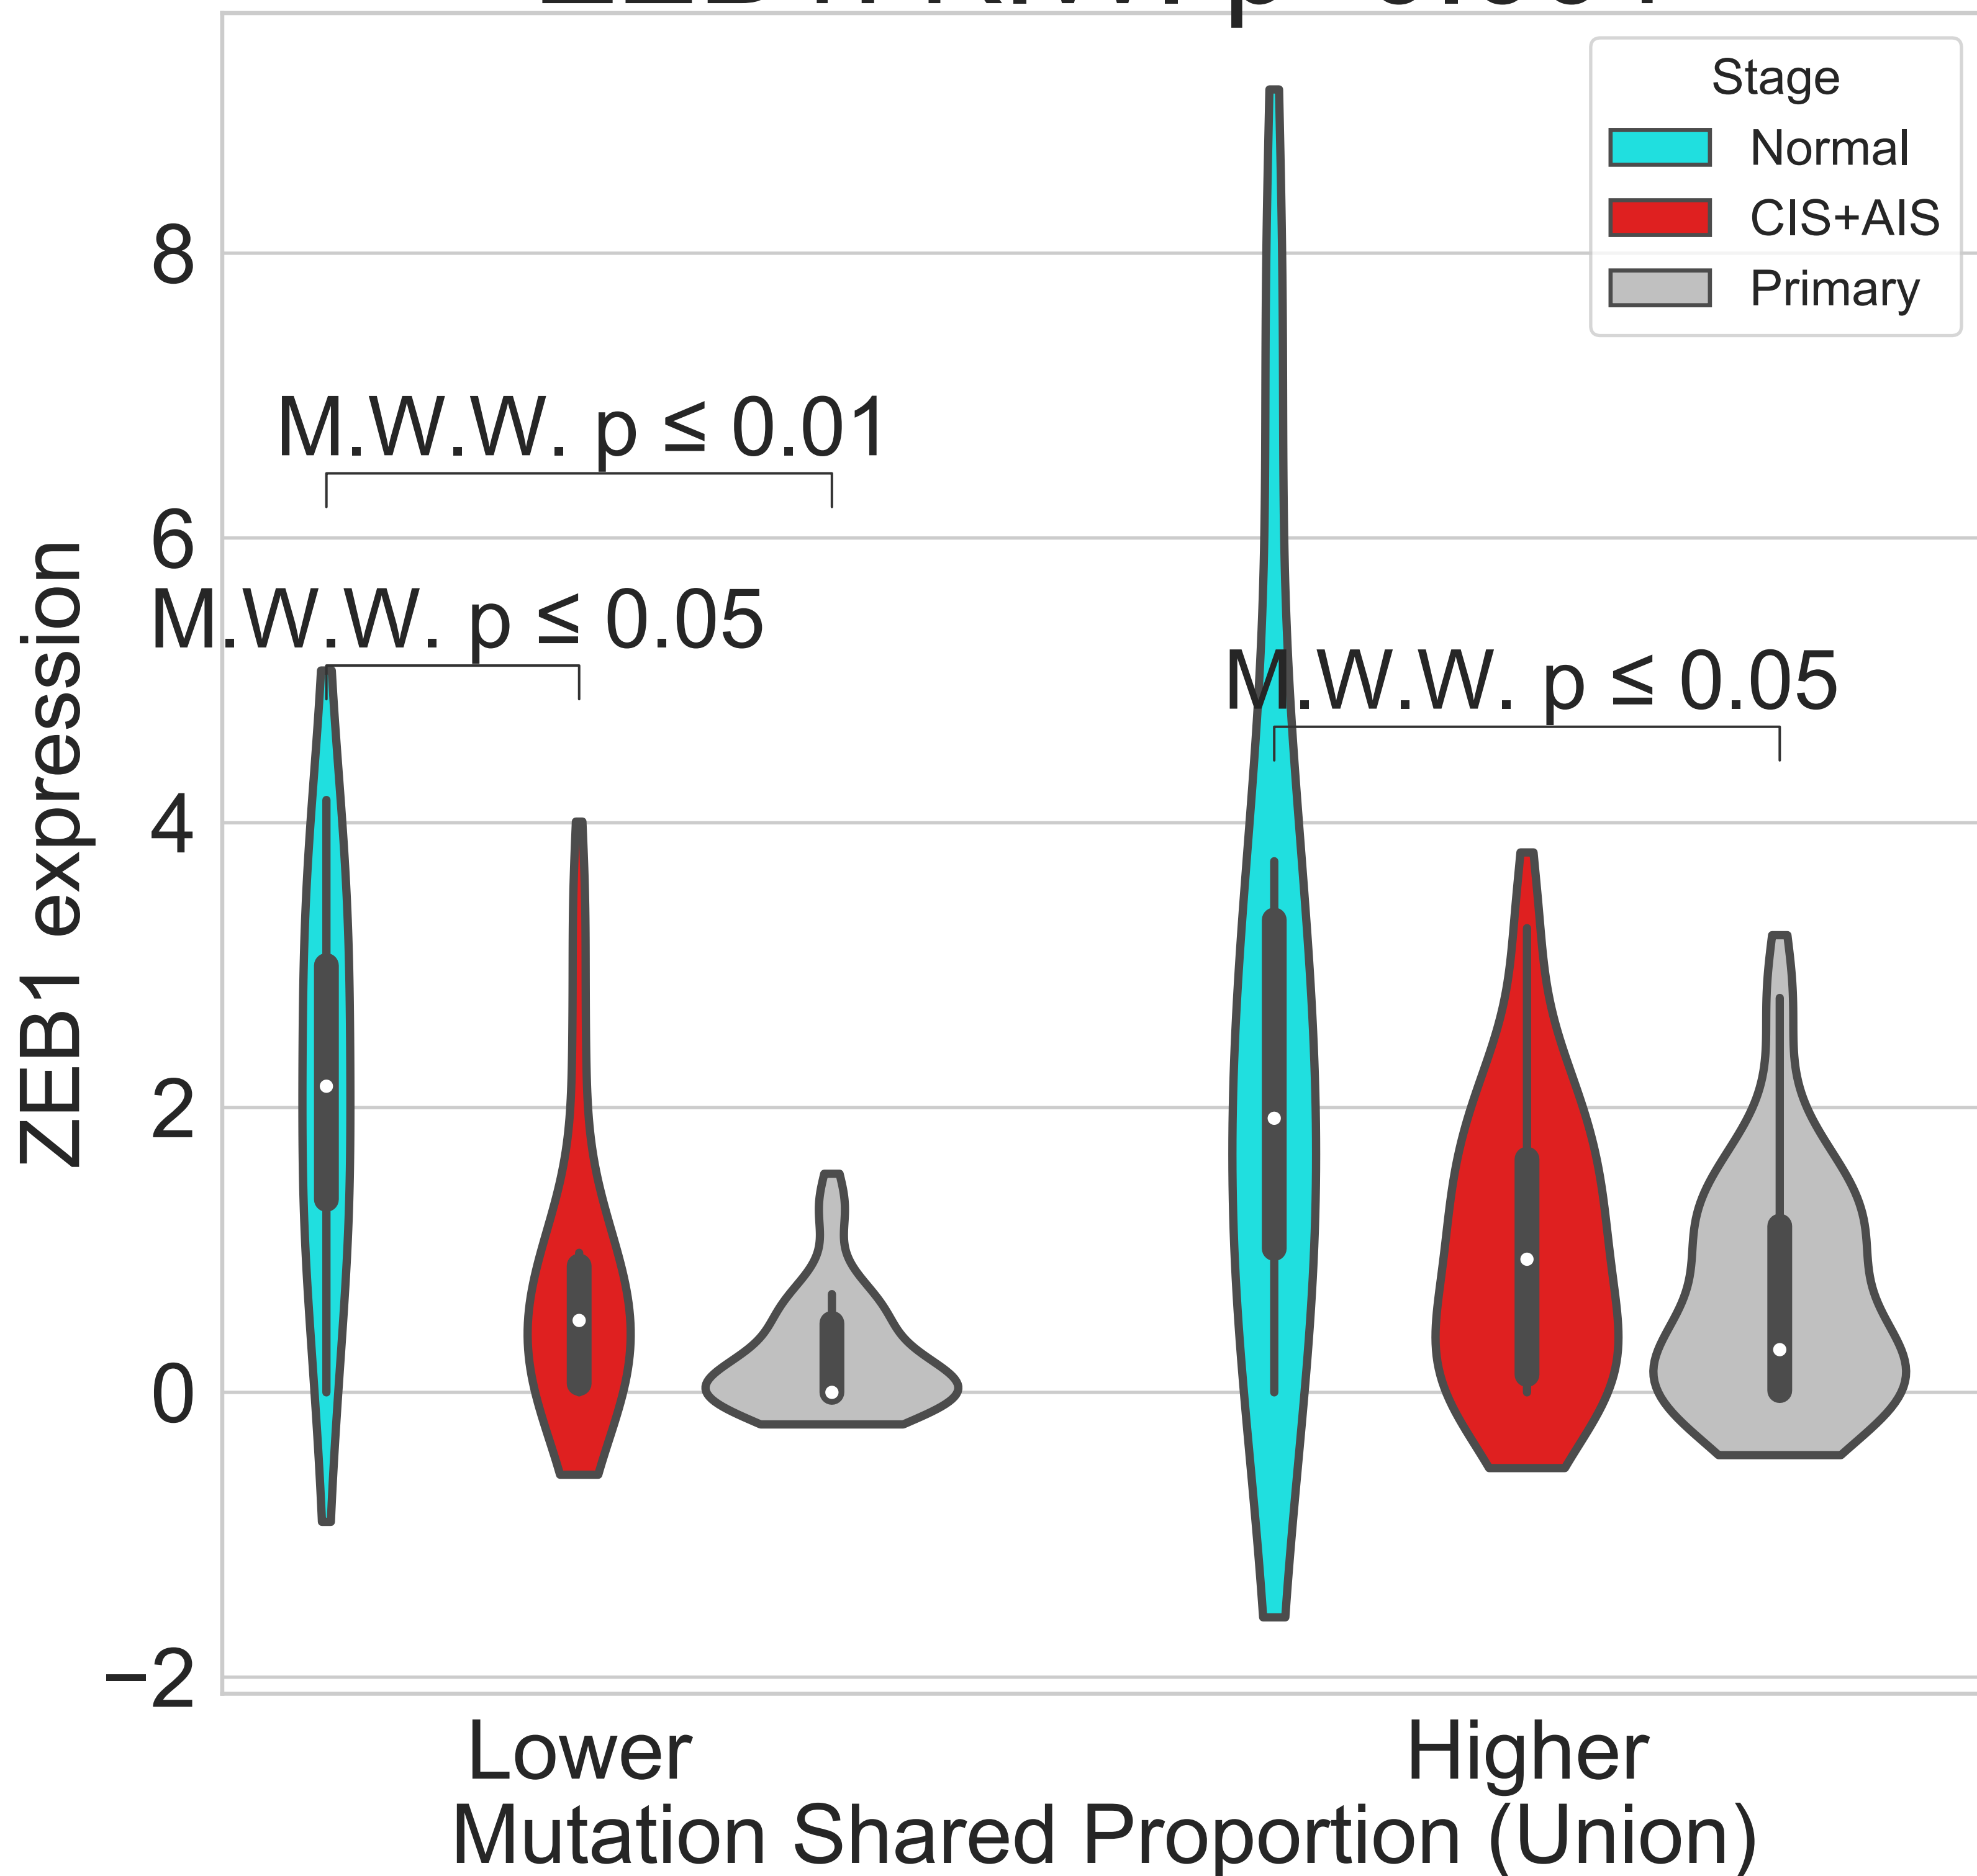 Stage
Normal
CIS+AIS
Primary
8
M.W.W. p ≤ 0.01
6
M.W.W. p ≤ 0.05
M.W.W. p ≤ 0.05
4
2
0
−2
ZEB1 expression
Lower
Higher
Mutation Shared Proportion (Union)